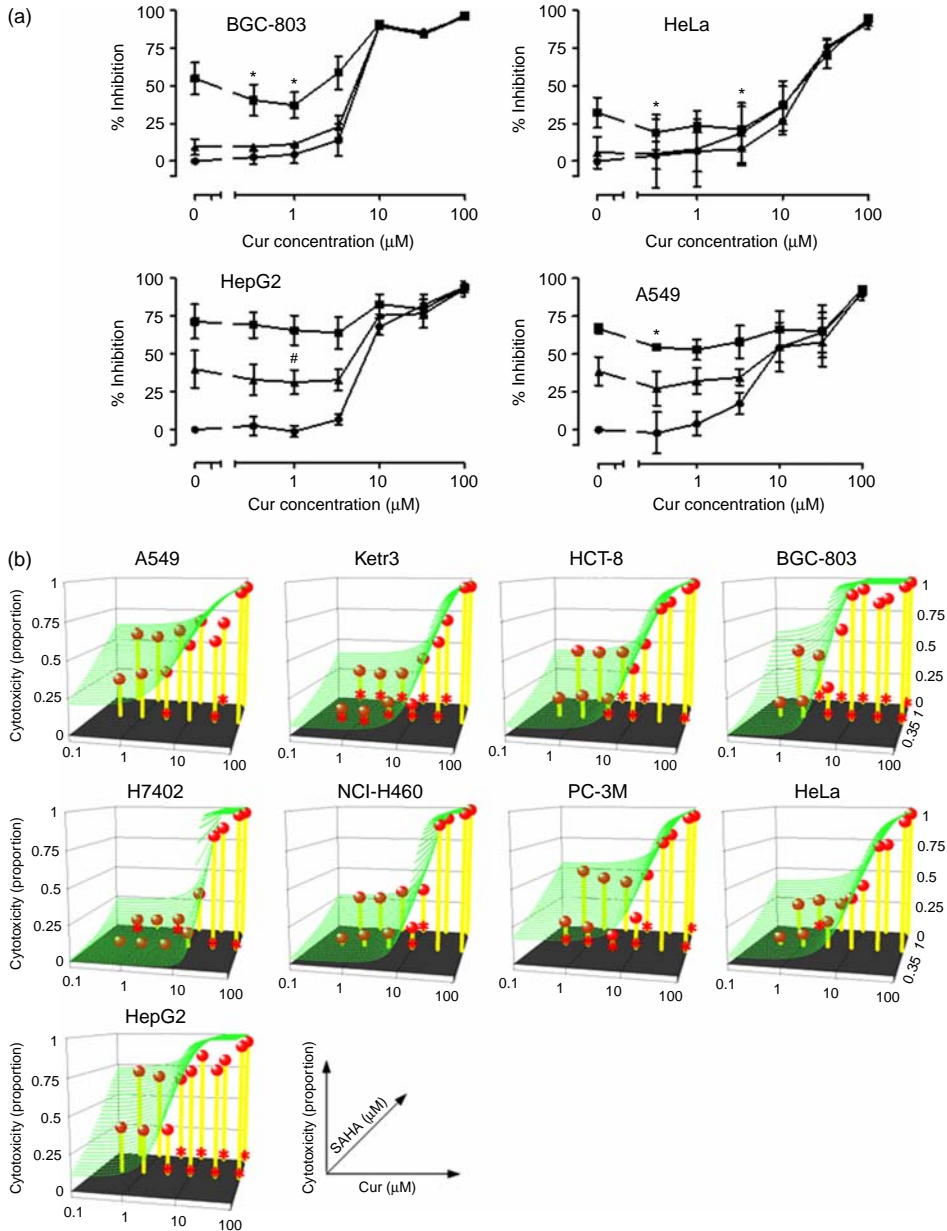 (a)
BGC-803
100
75
50
25
0
% Inhibition
* *
0 1 10 100
Cur concentration (μM)
HeLa
100
75
50
25
0
% Inhibition
* *
0 1 10 100
Cur concentration (μM)
HepG2
100
75
50
25
0
% Inhibition
#
0 1 10 100
Cur concentration (μM)
A549
100
75
50
25
0
% Inhibition
*
0 1 10 100
Cur concentration (μM)
(b)
A549 Ketr3 HCT-8 BGC-803
Cytotoxicity (proportion)
1
0.75
0.5
0.25
0
0.1 1 10 100
0.1 1 10 100
0.1 1 10 100
0.1 1 10 100
1
0.75
0.5
0.25
0
1
0.35
H7402 NCI-H460 PC-3M HeLa
Cytotoxicity (proportion)
1
0.75
0.5
0.25
0
0.1 1 10 100
0.1 1 10 100
0.1 1 10 100
0.1 1 10 100
1
0.75
0.5
0.25
0
1
0.35
HepG2
Cytotoxicity (proportion)
1
0.75
0.5
0.25
0
0.1 1 10 100
Cytotoxicity (proportion)
SAHA (μM)
Cur (μM)